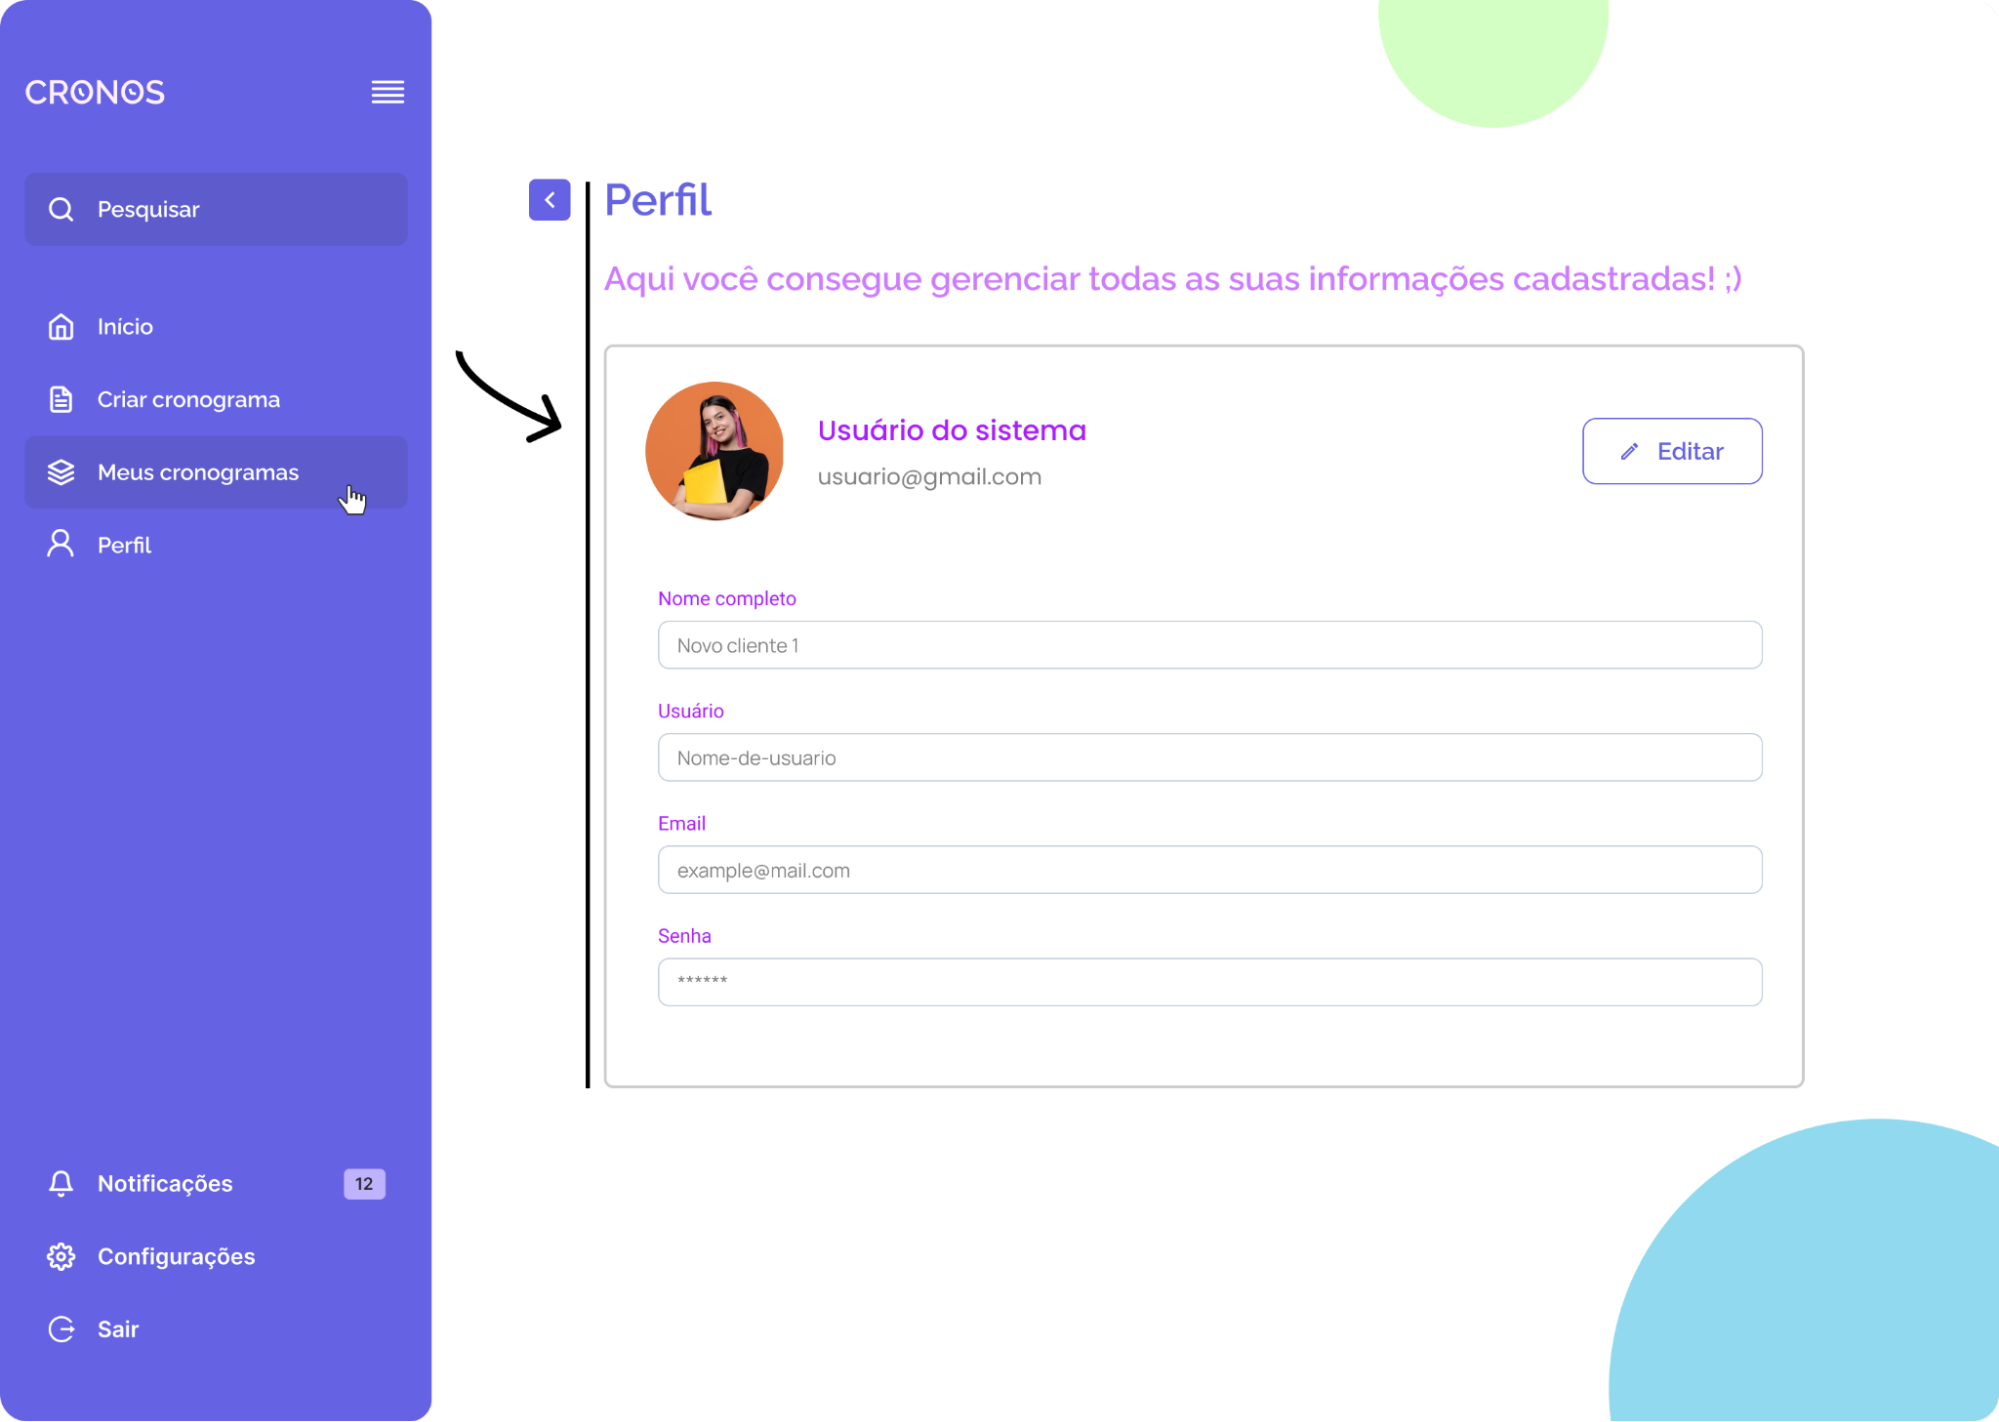 CRONOS
Pesquisar
Início
Criar cronograma
Meus cronogramas
Perfil
Notificações 12
Configurações
Sair
Perfil
Aqui você consegue gerenciar todas as suas informações cadastradas! ;)
Usuário do sistema
usuario@gmail.com
Editar
Nome completo
Novo cliente 1
Usuário
Nome-de-usuario
Email
example@mail.com
Senha
******